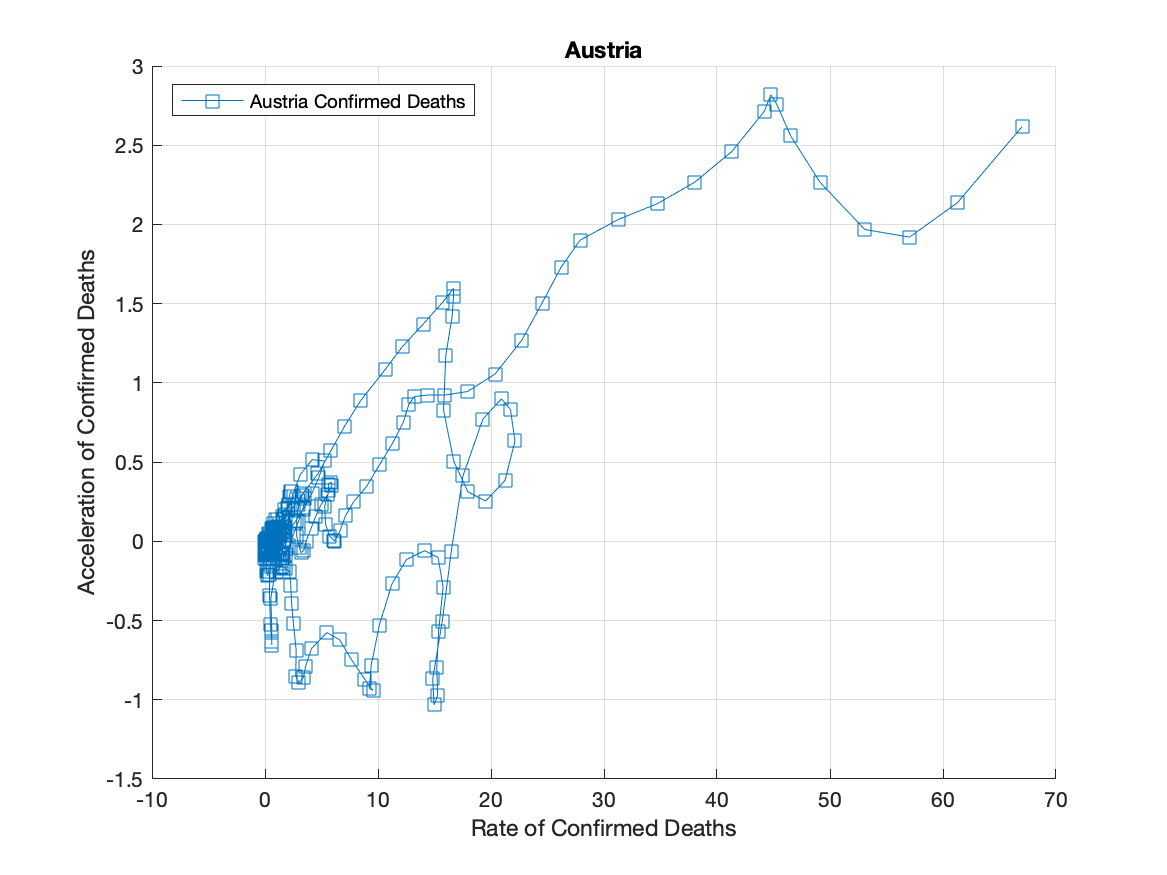 Austria
3
Austria Confirmed Deaths
2.5
2
1.5
1
0.5
0
-0.5
-1
-1.5
Acceleration of Confirmed Deaths
-10 0 10 20 30 40 50 60 70
Rate of Confirmed Deaths